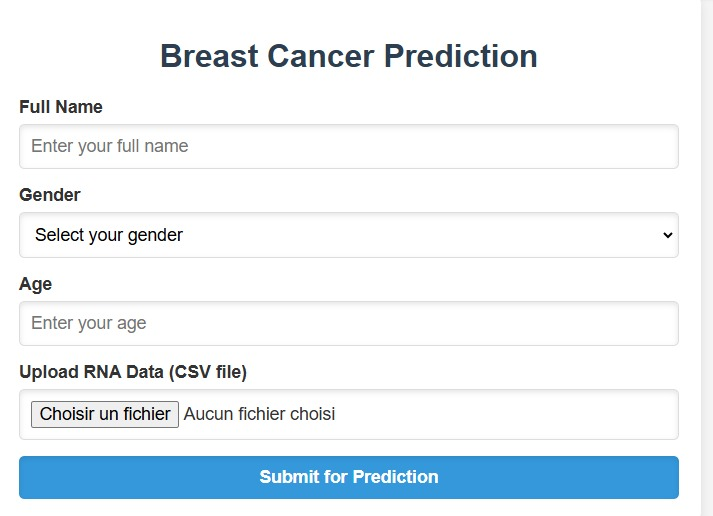 Breast Cancer Prediction
Full Name
Enter your full name
Gender
Select your gender
Age
Enter your age
Upload RNA Data (CSV file)
Choisir un fichier Aucun fichier choisi
Submit for Prediction